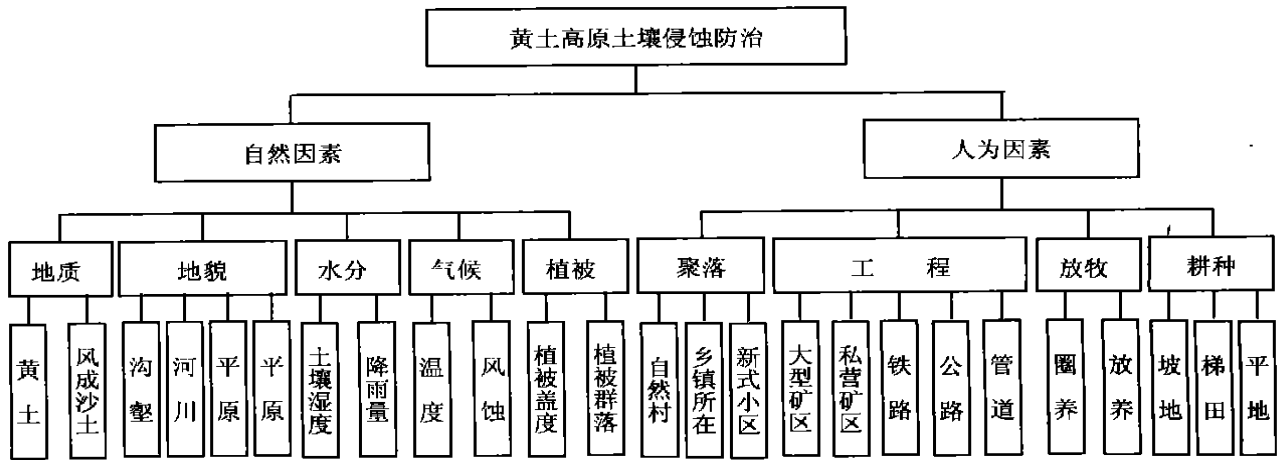 黄土高原土壤侵蚀防治
自然因素
人为因素
地质
地貌
水分
气候
植被
聚落
工程
放牧
耕种
黄土
风成沙土
沟壑
河川
平原
平原
土壤湿度
降雨量
温度
风蚀
植被盖度
植被群落
自然村
乡镇所在
新式小区
大型矿区
私营矿区
铁路
公路
管道
圈养
放养
坡地
梯田
平地